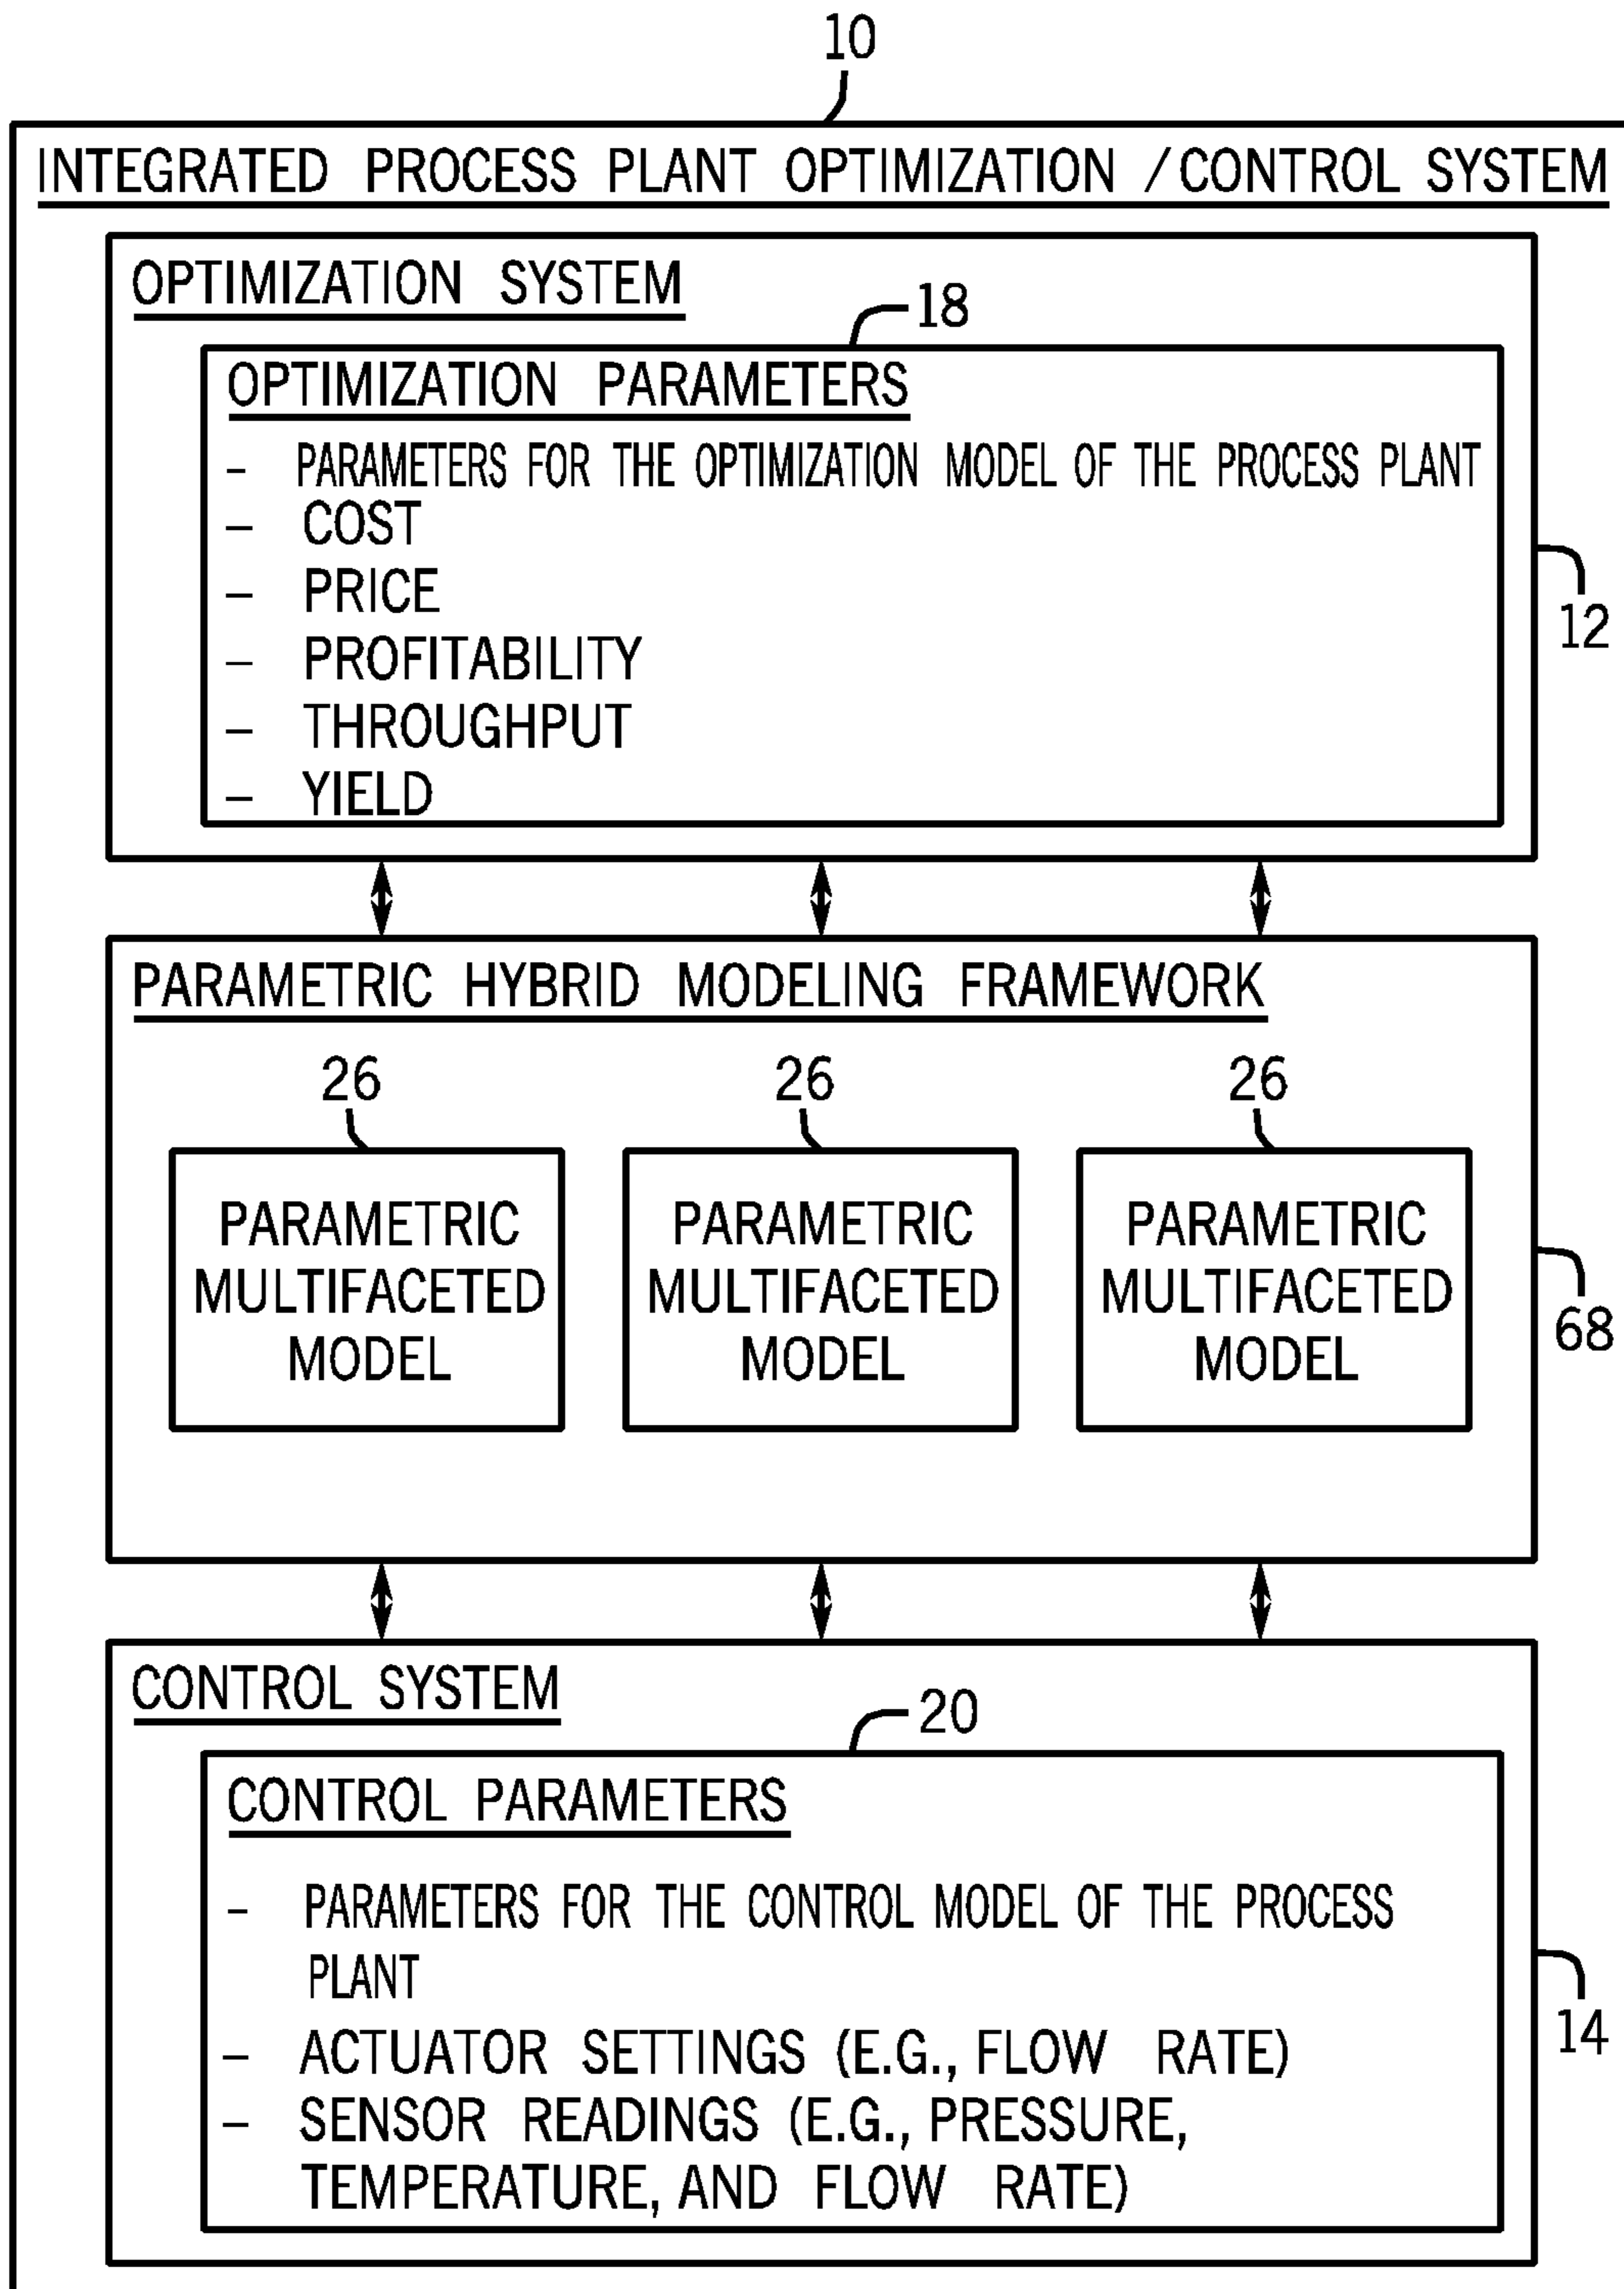 10
INTEGRATED PROCESS PLANT OPTIMIZATION /CONTROL SYSTEM
OPTIMIZATION SYSTEM
18
OPTIMIZATION PARAMETERS
- PARAMETERS FOR THE OPTIMIZATION MODEL OF THE PROCESS PLANT
- COST
- PRICE
- PROFITABILITY
- THROUGHPUT
- YIELD
12
PARAMETRIC HYBRID MODELING FRAMEWORK
26 26 26
PARAMETRIC PARAMETRIC PARAMETRIC
MULTIFACETED MULTIFACETED MULTIFACETED
MODEL MODEL MODEL
68
CONTROL SYSTEM
20
CONTROL PARAMETERS
- PARAMETERS FOR THE CONTROL MODEL OF THE PROCESS
PLANT
- ACTUATOR SETTINGS (E.G., FLOW RATE)
- SENSOR READINGS (E.G., PRESSURE,
TEMPERATURE, AND FLOW RATE)
14